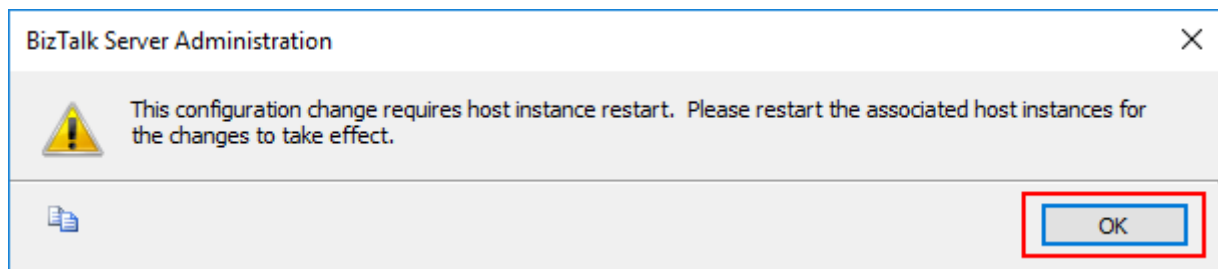 BizTalk Server Administration
This configuration change requires host instance restart.  Please restart the associated host instances for
the changes to take effect.
OK